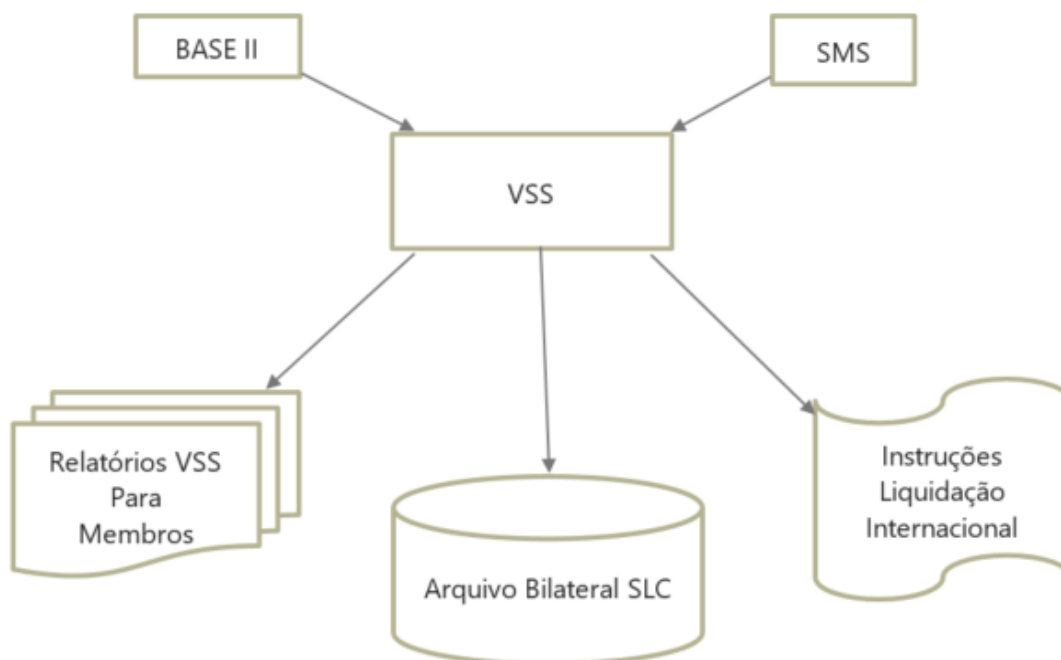 BASE II
SMS
VSS
Relatórios VSS
Para
Membros
Arquivo Bilateral SLC
Instruções
Liquidação
Internacional